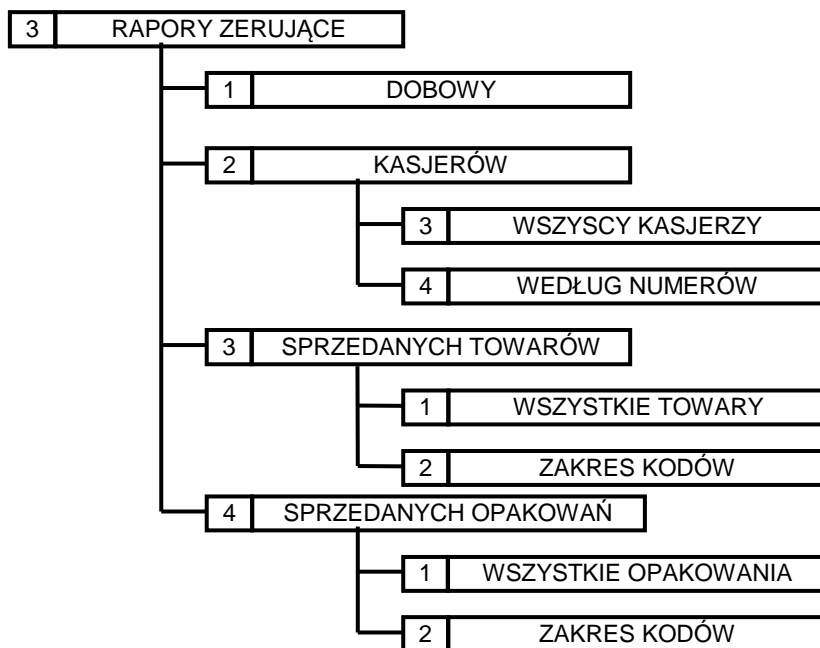 3 RAPORY ZERUJĄCE
1 DOBOWY
2 KASJERÓW
3 WSZYSCY KASJERZY
4 WEDŁUG NUMERÓW
3 SPRZEDANYCH TOWARÓW
1 WSZYSTKIE TOWARY
2 ZAKRES KODÓW
4 SPRZEDANYCH OPAKOWAŃ
1 WSZYSTKIE OPAKOWANIA
2 ZAKRES KODÓW